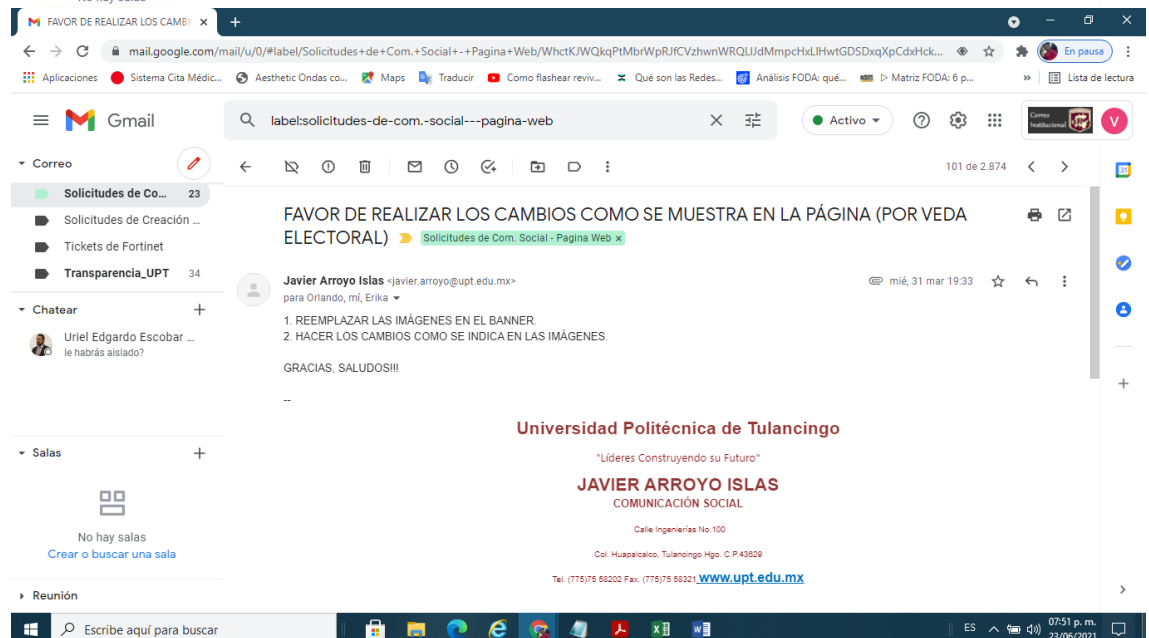 No hay salas
FAVOR DE REALIZAR LOS CAMBI
mail.google.com/mail/u/0/#label/Solicitudes+de+Com.+Social+-+Pagina+Web/WhctKJWQkqPtMbrWpRJfCVzhwnWRQLlJdMmpcHxLlHwtGDSDxqXpCdxHck...
En pausa
Aplicaciones Sistema Cita Médic... Aesthetic Ondas co... Maps Traducir Como flashear reviv... Qué son las Redes... Análisis FODA: qué... ▷ Matriz FODA: 6 p... » Lista de lectura
Gmail
label:solicitudes-de-com.-social---pagina-web
Activo
Correo Institucional
V
Correo
101 de 2.874
31
Solicitudes de Co... 23
Solicitudes de Creación ...
Tickets de Fortinet
Transparencia_UPT 34
Chatear
Uriel Edgardo Escobar ...
le habrás aislado?
Salas
No hay salas
Crear o buscar una sala
Reunión
FAVOR DE REALIZAR LOS CAMBIOS COMO SE MUESTRA EN LA PÁGINA (POR VEDA
ELECTORAL) Solicitudes de Com. Social - Pagina Web x
Javier Arroyo Islas <javier.arroyo@upt.edu.mx> mié, 31 mar 19:33
para Orlando, mí, Erika
1. REEMPLAZAR LAS IMÁGENES EN EL BANNER.
2. HACER LOS CAMBIOS COMO SE INDICA EN LAS IMÁGENES.
GRACIAS, SALUDOS!!!
--
Universidad Politécnica de Tulancingo
"Líderes Construyendo su Futuro"
JAVIER ARROYO ISLAS
COMUNICACIÓN SOCIAL
Calle Ingenierías No.100
Col. Huapalcalco, Tulancingo Hgo. C.P.43629
Tel. (775)75 58202 Fax. (775)75 58321 www.upt.edu.mx
Escribe aquí para buscar
ES
07:51 p. m.
23/06/2021